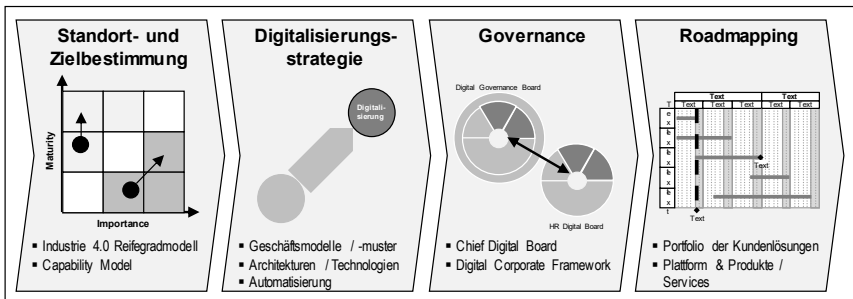 Standort- und
Zielbestimmung
Maturity
Importance
▪ Industrie 4.0 Reifegradmodell
▪ Capability Model
Digitalisierungs-
strategie
Digitali-
sierung
▪ Geschäftsmodelle / -muster
▪ Architekturen / Technologien
▪ Automatisierung
Governance
Digital Governance Board
HR Digital Board
▪ Chief Digital Board
▪ Digital Corporate Framework
Roadmapping
Text Text
T Text Text Text Text Text
e
x
t
e
x
t
e
x
t
e
x
t
e
x
t
Text
Text
▪ Portfolio der Kundenlösungen
▪ Plattform & Produkte /
Services